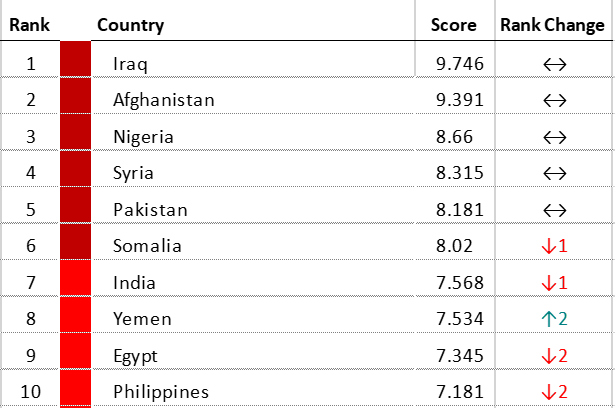 Rank Country Score Rank Change
1 Iraq 9.746 ↔
2 Afghanistan 9.391 ↔
3 Nigeria 8.66 ↔
4 Syria 8.315 ↔
5 Pakistan 8.181 ↔
6 Somalia 8.02 ↓1
7 India 7.568 ↓1
8 Yemen 7.534 ↑2
9 Egypt 7.345 ↓2
10 Philippines 7.181 ↓2